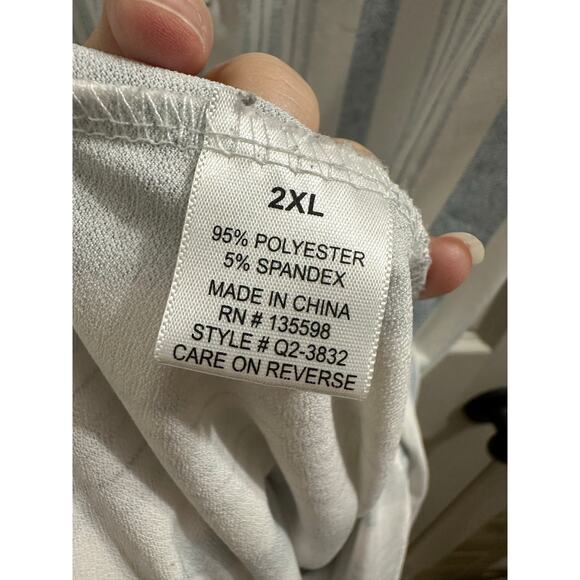 2XL
95% POLYESTER
5% SPANDEX
MADE IN CHINA
RN # 135598
STYLE # Q2-3832
CARE ON REVERSE